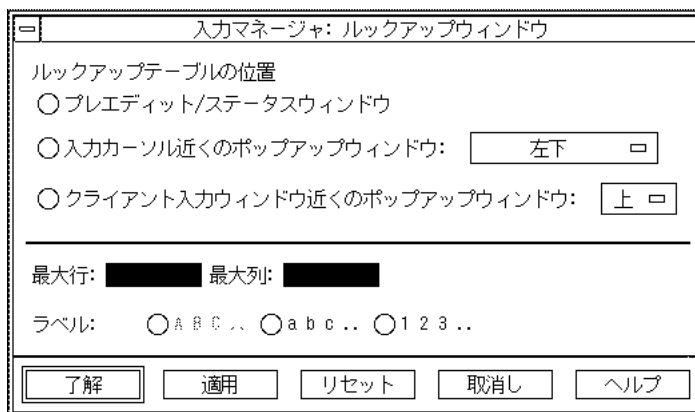 入力マネージャ: ルックアップウィンドウ
ルックアップテーブルの位置
プレエディット/ステータスウィンドウ
入力カーソル近くのポップアップウィンドウ: 左下
クライアント入力ウィンドウ近くのポップアップウィンドウ: 上
最大行: 最大列:
ラベル: ABC.. abc.. 123..
了解 適用 リセット 取消し ヘルプ